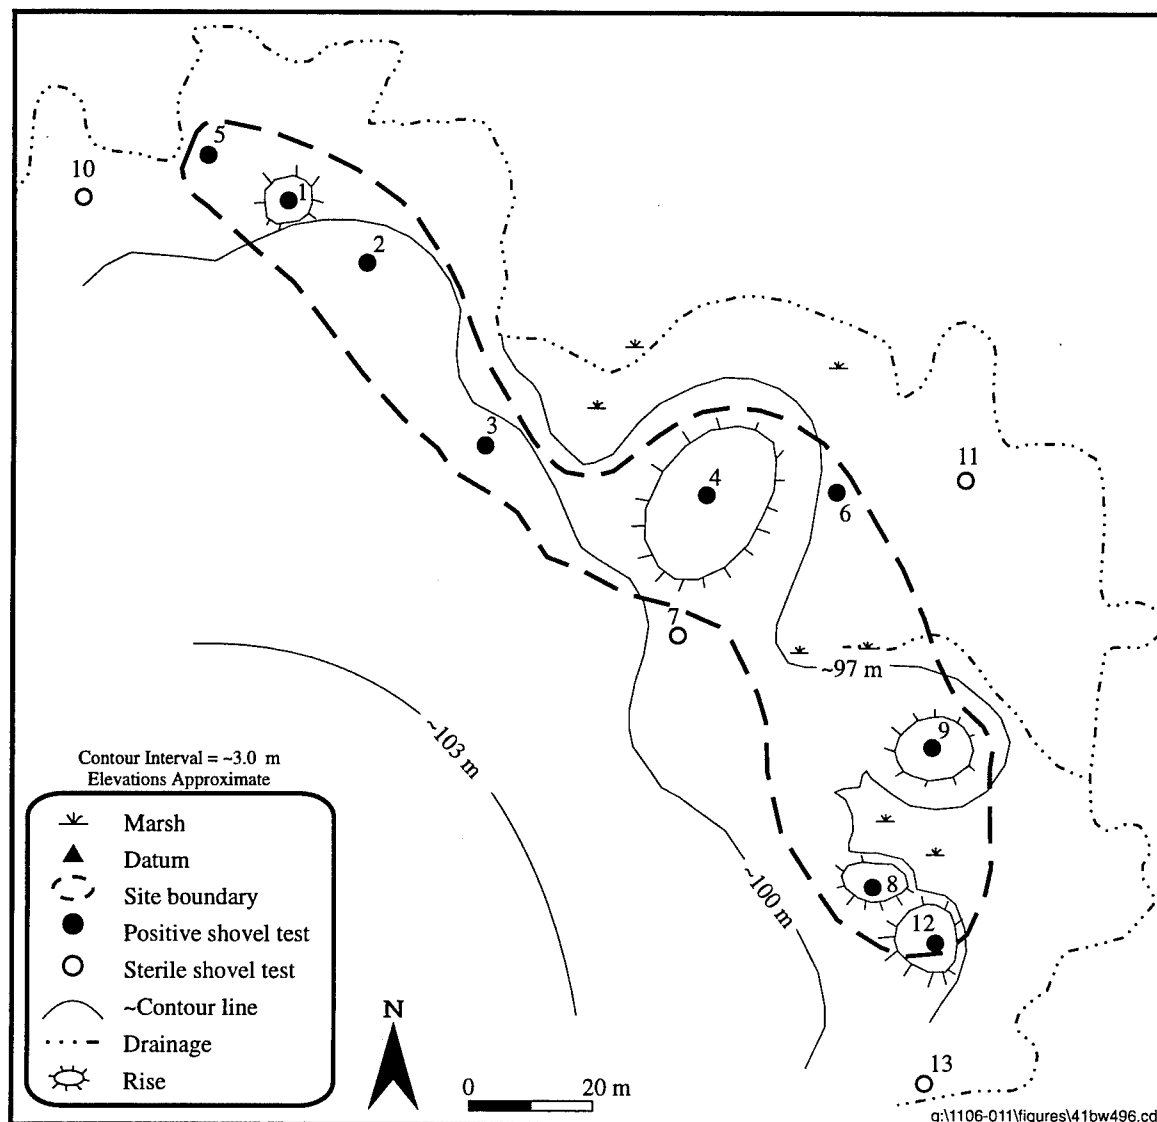 5
10
1
2
3
4
11
6
7
~97 m
9
~103 m
8
~100 m
12
13
Contour Interval = ~3.0 m
Elevations Approximate
Marsh
Datum
Site boundary
Positive shovel test
Sterile shovel test
~Contour line
Drainage
Rise
N
0 20 m
g:\1106-011\figures\41bw496.cd